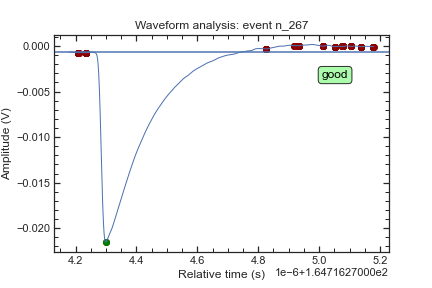 Waveform analysis: event n_267
0.000
−0.005
−0.010
−0.015
−0.020
Amplitude (V)
good
4.2
4.4
4.6
4.8
5.0
5.2
Relative time (s)
1e−6+1.6471627000e2